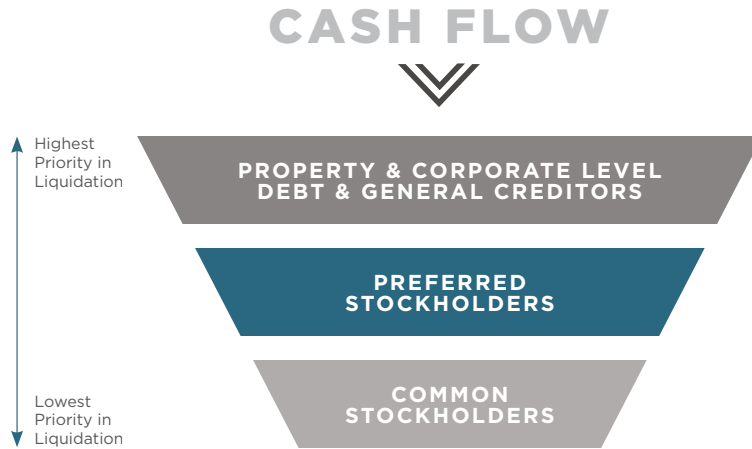 CASH FLOW
Highest
Priority in
Liquidation
PROPERTY & CORPORATE LEVEL
DEBT & GENERAL CREDITORS
PREFERRED
STOCKHOLDERS
COMMON
STOCKHOLDERS
Lowest
Priority in
Liquidation